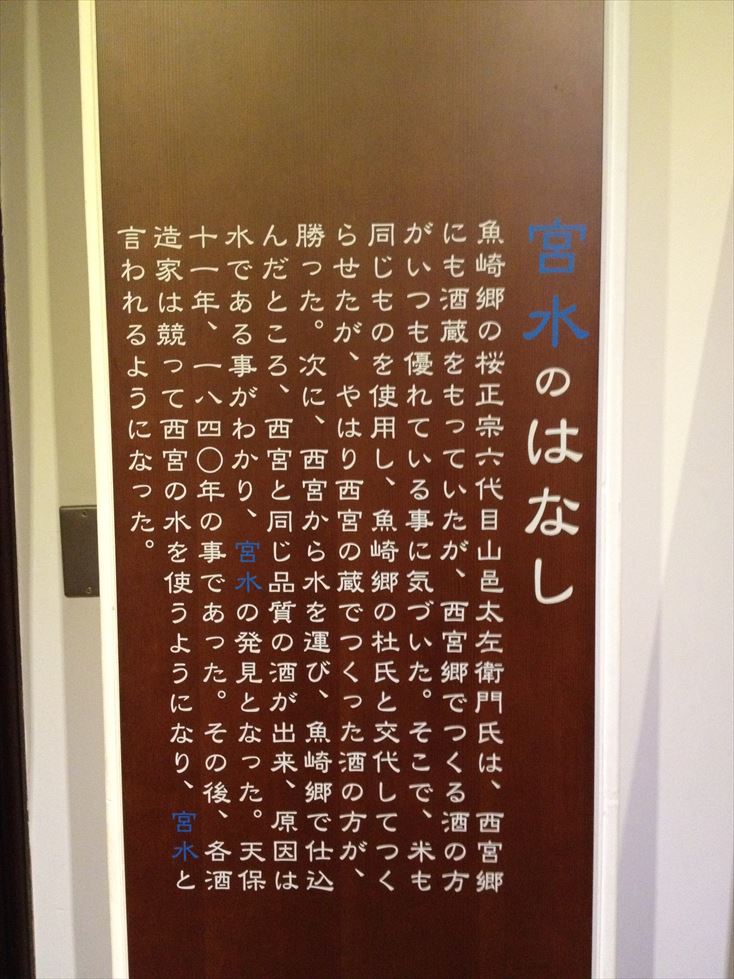 宮水のはなし
魚崎郷の桜正宗六代目山邑太左衛門氏は、西宮郷
にも酒蔵をもっていたが、西宮郷でつくる酒の方
がいつも優れている事に気づいた。そこで、米も
同じものを使用し、魚崎郷の杜氏と交代してつく
らせたが、やはり西宮の蔵でつくった酒の方が、
勝った。次に、西宮から水を運び、魚崎郷で仕込
んだところ、西宮と同じ品質の酒が出来、原因は
水である事がわかり、宮水の発見となった。天保
十一年、一八四〇年の事であった。その後、各酒
造家は競って西宮の水を使うようになり、宮水と
言われるようになった。